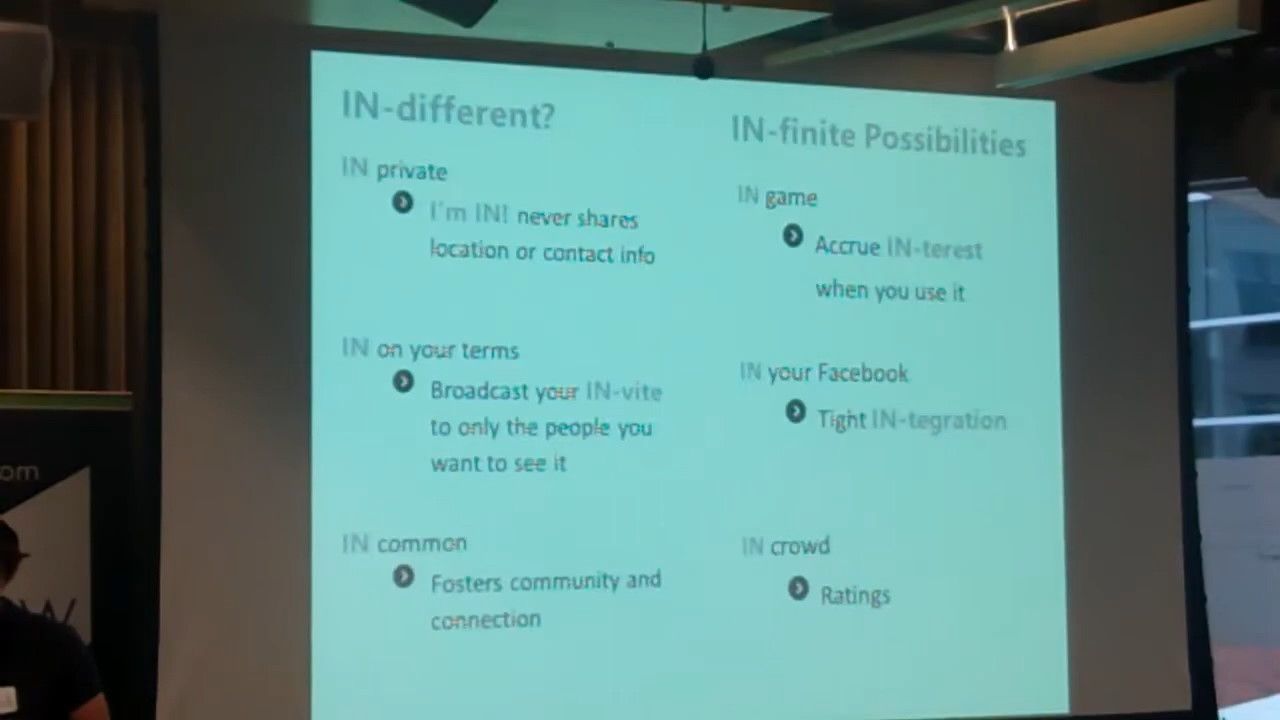 IN-different?
IN private
I'm IN! never shares
location or contact info
IN on your terms
Broadcast your IN-vite
to only the people you
want to see it
IN common
Fosters community and
connection
IN-finite Possibilities
IN game
Accrue IN-terest
when you use it
IN your Facebook
Tight IN-tegration
IN crowd
Ratings
om
W